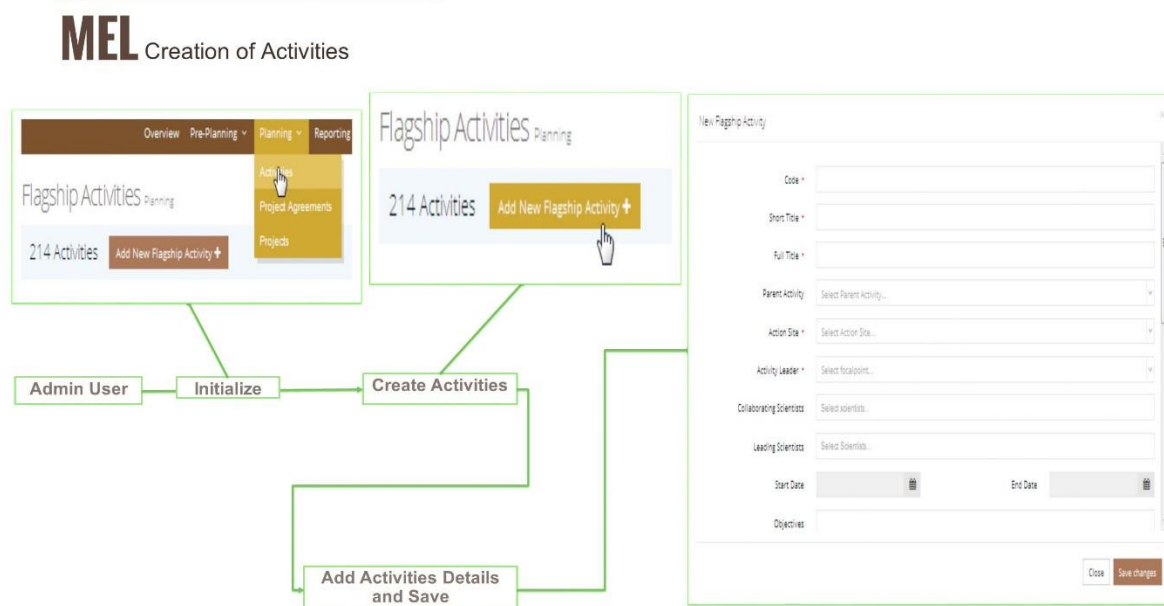 MEL Creation of Activities
Overview Pre-Planning Planning Reporting
Activities
Project Agreements
Projects
Flagship Activities Planning
214 Activities Add New Flagship Activity +
Flagship Activities Planning
214 Activities Add New Flagship Activity +
New Flagship Activity
Code *
Short Title *
Full Title *
Parent Activity Select Parent Activity...
Action Site * Select Action Site...
Activity Leader * Select focalpoint...
Collaborating Scientists Select scientists...
Leading Scientists Select Scientists...
Start Date End Date
Objectives
Close Save changes
Admin User Initialize Create Activities
Add Activities Details
and Save